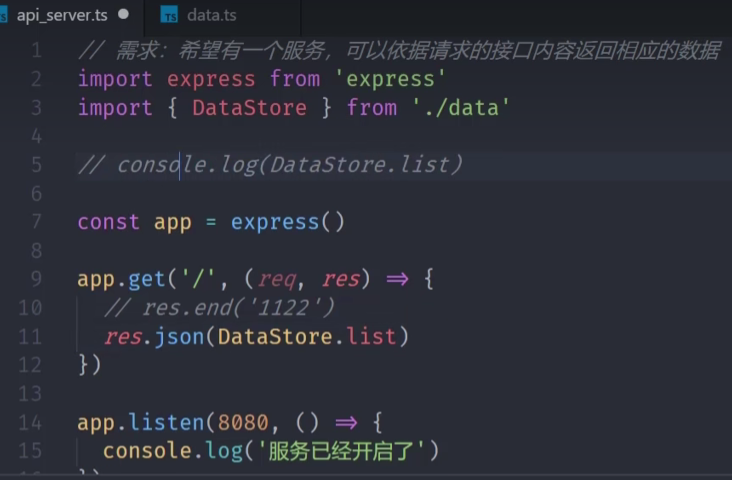 TS api_server.ts
TS data.ts
1 // 需求：希望有一个服务，可以依据请求的接口内容返回相应的数据
2 import express from 'express'
3 import { DataStore } from './data'
4
5 // console.log(DataStore.list)
6
7 const app = express()
8
9 app.get('/', (req, res) => {
10 // res.end('1122')
11 res.json(DataStore.list)
12 })
13
14 app.listen(8080, () => {
15 console.log('服务已经开启了')